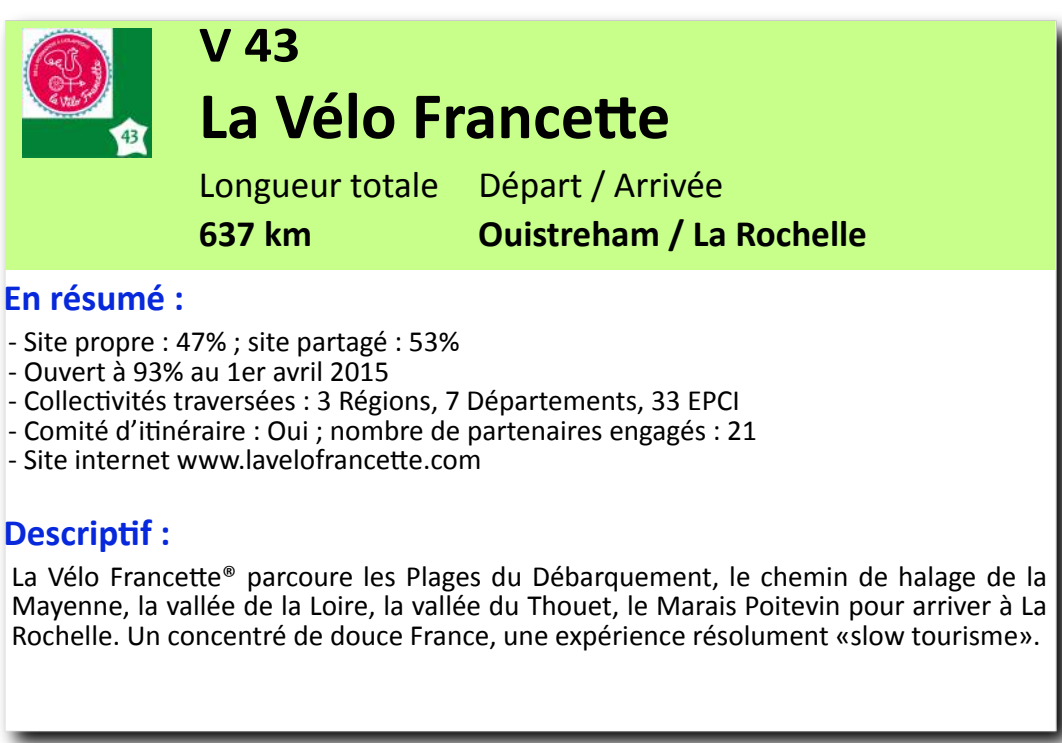 V 43
La Vélo Francette
la Vélo Francette
43
Longueur totale Départ / Arrivée
637 km Ouistreham / La Rochelle
En résumé :
- Site propre : 47% ; site partagé : 53%
- Ouvert à 93% au 1er avril 2015
- Collectivités traversées : 3 Régions, 7 Départements, 33 EPCI
- Comité d’itinéraire : Oui ; nombre de partenaires engagés : 21
- Site internet www.lavelofrancette.com
Descriptif :
La Vélo Francette® parcoure les Plages du Débarquement, le chemin de halage de la
Mayenne, la vallée de la Loire, la vallée du Thouet, le Marais Poitevin pour arriver à La
Rochelle. Un concentré de douce France, une expérience résolument «slow tourisme».